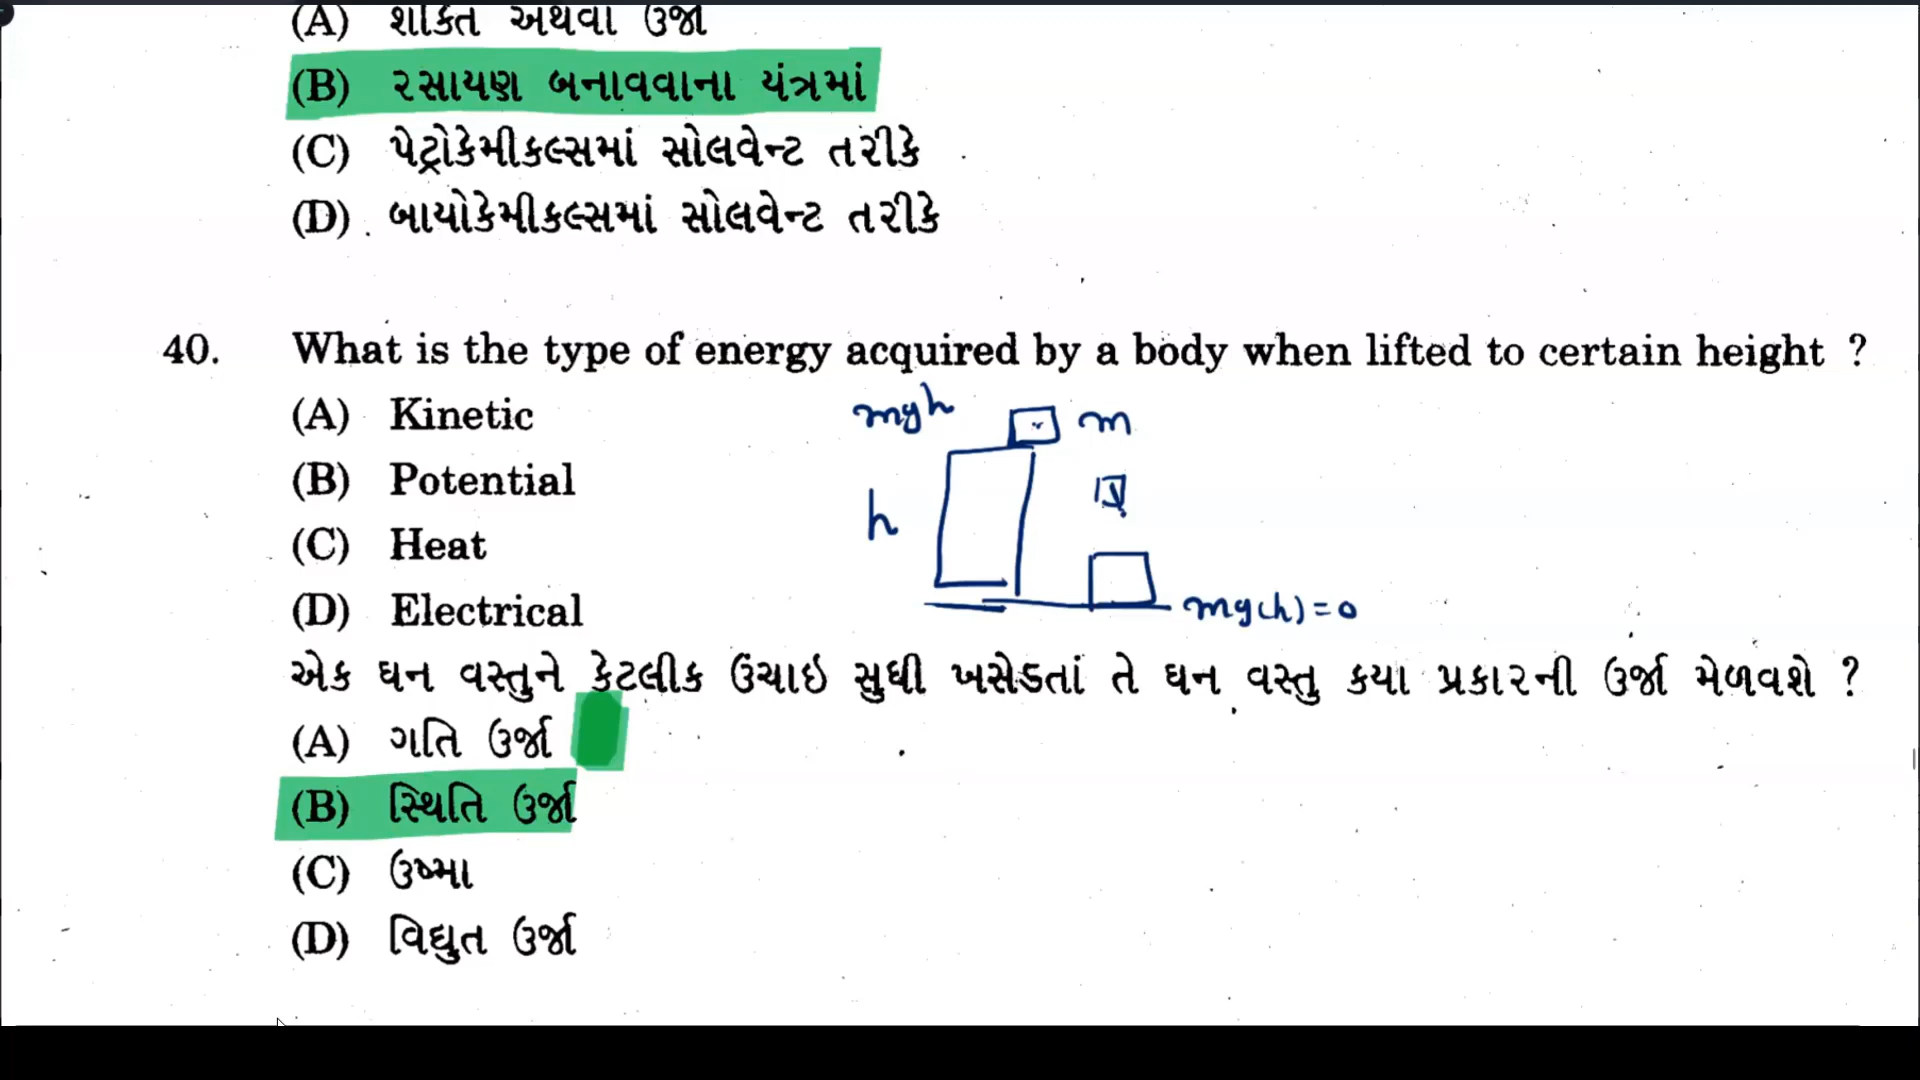 (A) શક્તિ અથવા ઉર્જા
(B) રસાયણ બનાવવાના યંત્રમાં
(C) પેટ્રોકેમીકલ્સમાં સોલવેન્ટ તરીકે
(D) બાયોકેમીકલ્સમાં સોલવેન્ટ તરીકે
40. What is the type of energy acquired by a body when lifted to certain height ?
(A) Kinetic
mgh
m
(B) Potential
h
(C) Heat
(D) Electrical
mg(h)=0
એક ઘન વસ્તુને કેટલીક ઉંચાઇ સુધી ખસેડતાં તે ઘન વસ્તુ કયા પ્રકારની ઉર્જા મેળવશે ?
(A) ગતિ ઉર્જા
(B) સ્થિતિ ઉર્જા
(C) ઉષ્મા
(D) વિદ્યુત ઉર્જા